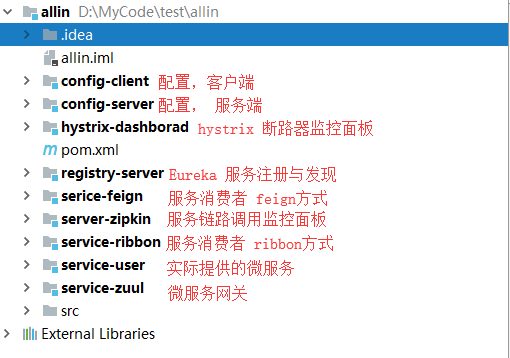 allin D:\MyCode\test\allin
.idea
allin.iml
config-client 配置，客户端
config-server 配置， 服务端
hystrix-dashborad hystrix 断路器监控面板
pom.xml
registry-server Eureka 服务注册与发现
serice-feign 服务消费者 feign方式
server-zipkin 服务链路调用监控面板
service-ribbon 服务消费者 ribbon方式
service-user 实际提供的微服务
service-zuul 微服务网关
src
External Libraries